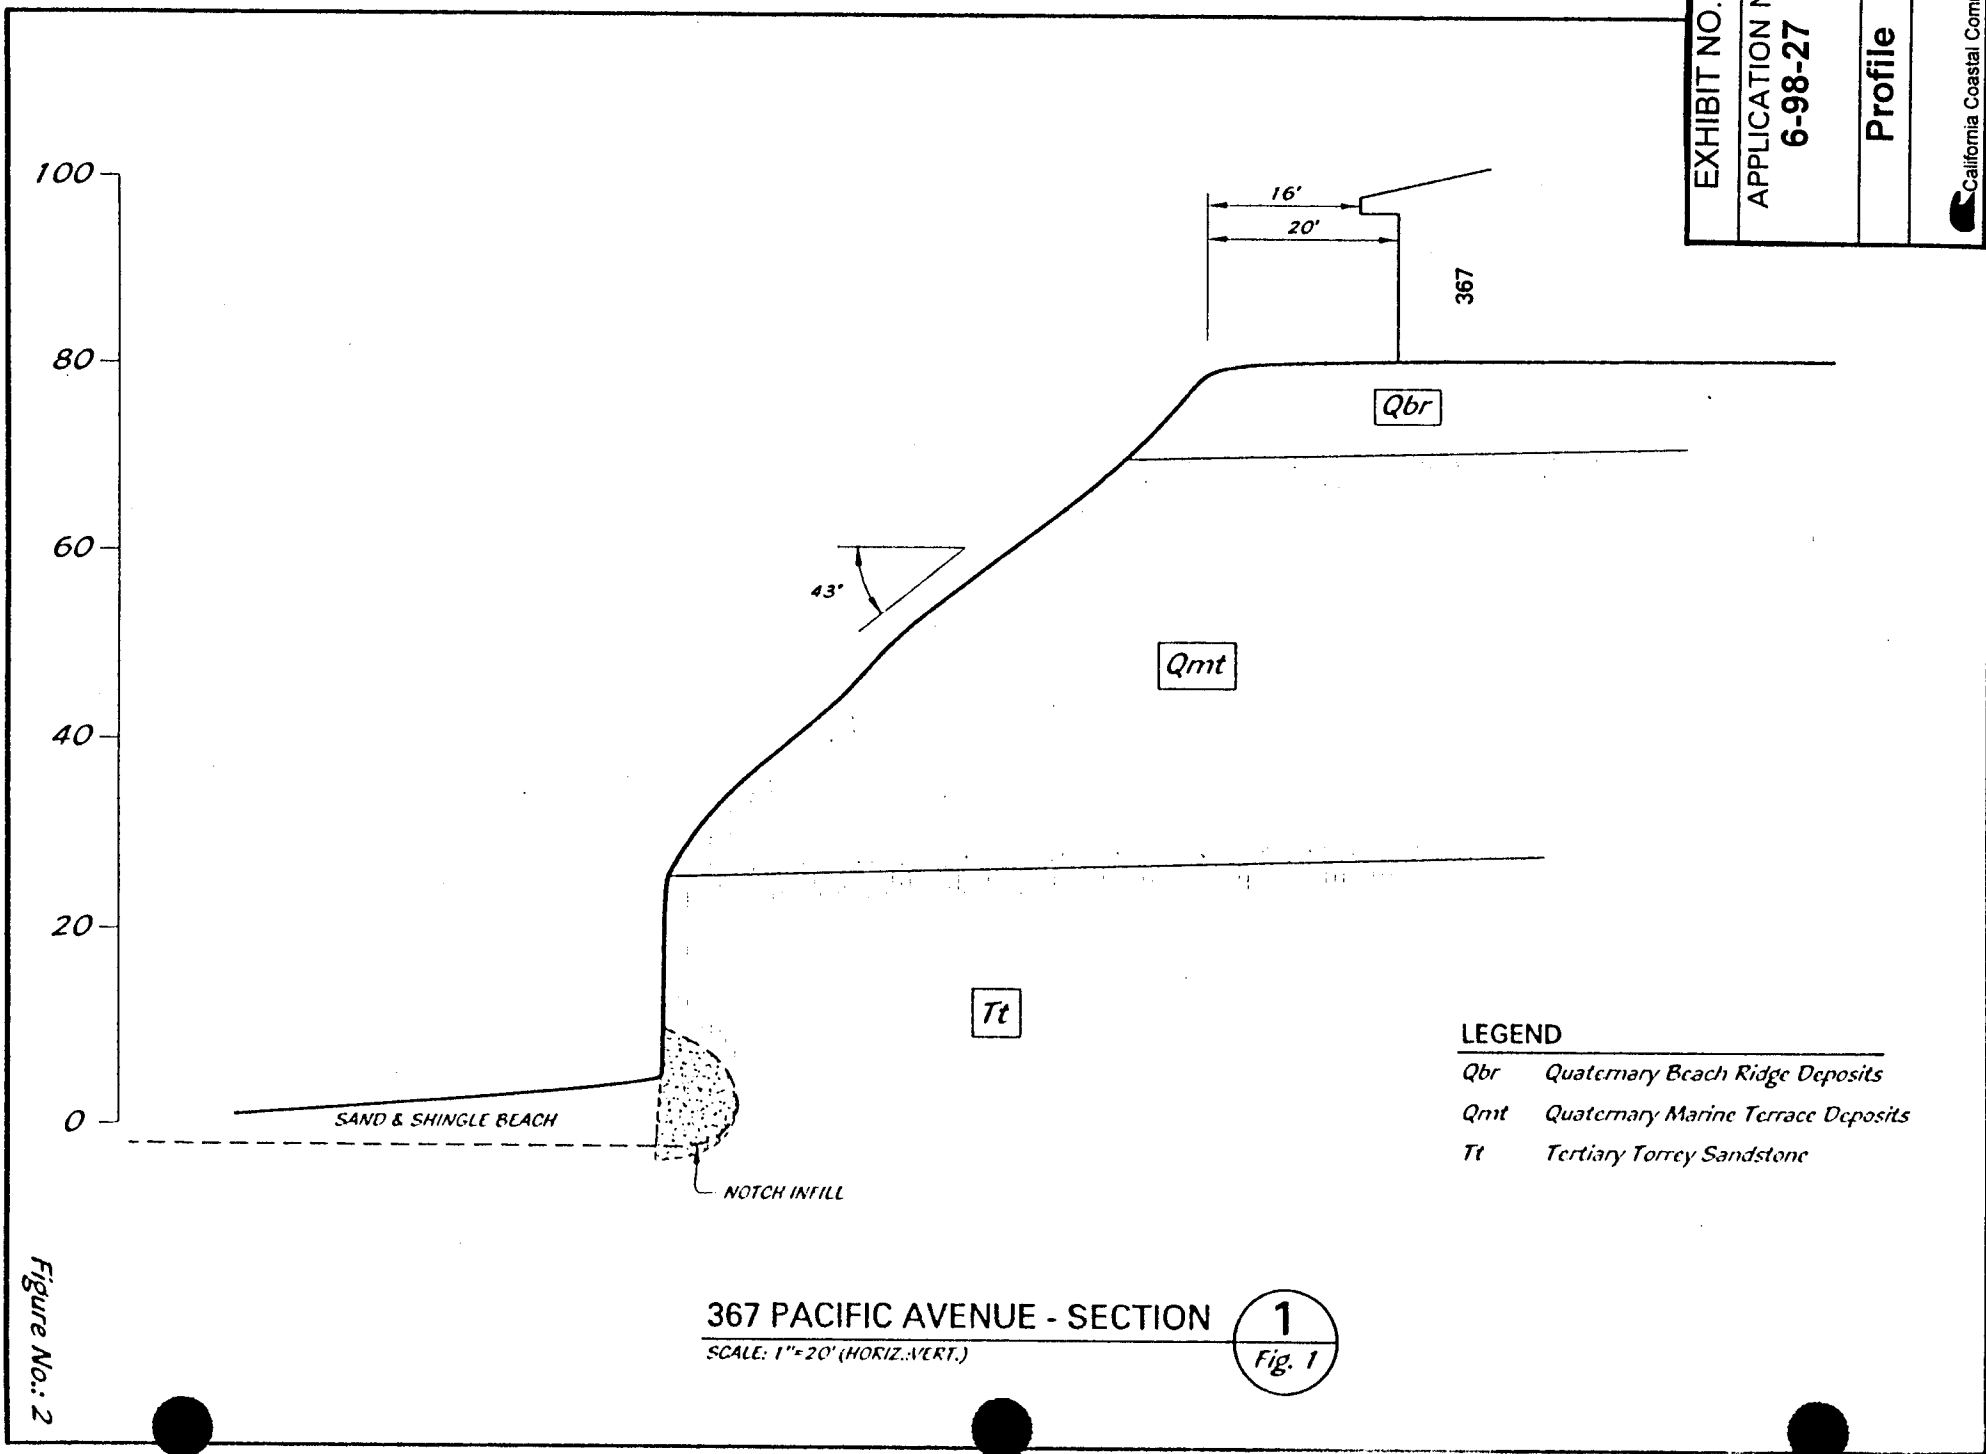 EXHIBIT NO.
APPLICATION
6-98-27
Profile
California Coastal
100
80
60
40
20
0
16'
20'
367
Qbr
43°
Qmt
Tt
SAND & SHINGLE BEACH
NOTCH INFILL
LEGEND
Qbr Quaternary Beach Ridge Deposits
Qmt Quaternary Marine Terrace Deposits
Tt Tertiary Torrey Sandstone
367 PACIFIC AVENUE - SECTION
SCALE: 1"=20' (HORIZ.:VERT.)
1
Fig. 1
Figure No.: 2